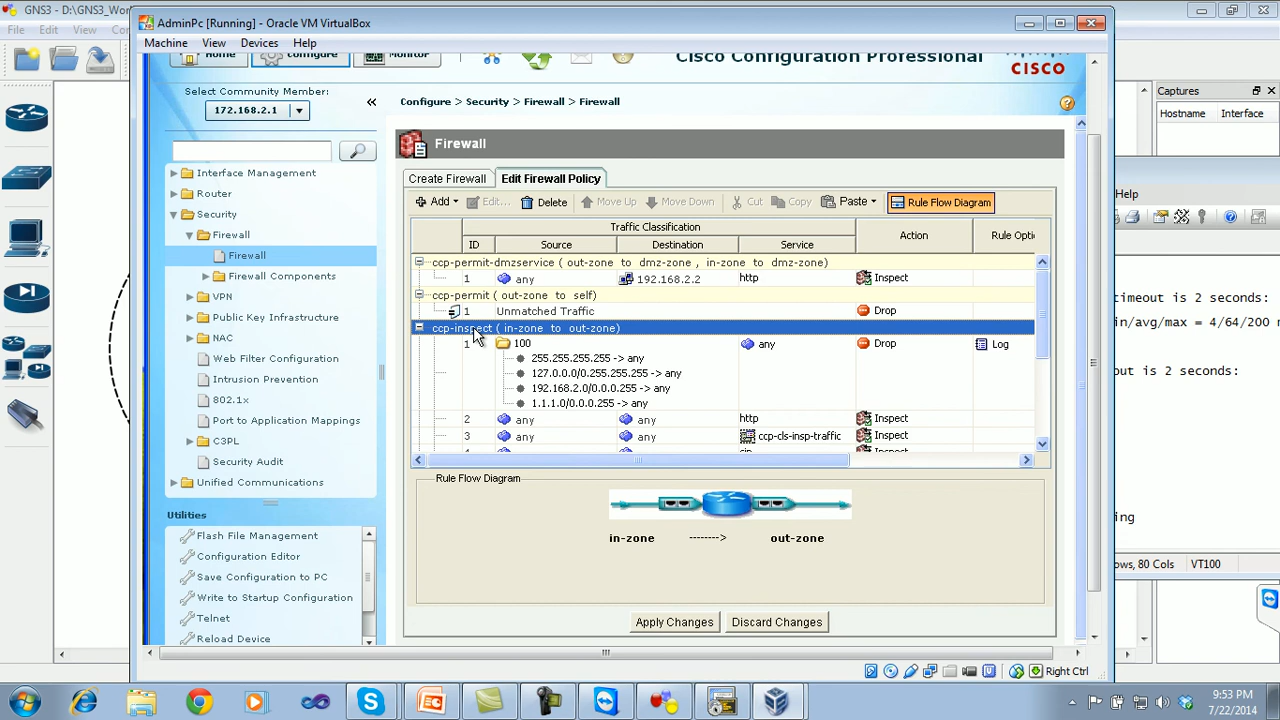 GNS3 - D:\GNS3_Wo
AdminPc [Running] - Oracle VM VirtualBox
File Edit View
Machine View Devices Help
Home Configure Monitor
Cisco Configuration Professional
CISCO
Select Community Member
172.168.2.1
«
Configure > Security > Firewall > Firewall
Captures
Hostname Interface
Firewall
Create Firewall Edit Firewall Policy
Interface Management
Router
Security
Firewall
Firewall
Firewall Components
VPN
Public Key Infrastructure
NAC
Web Filter Configuration
Intrusion Prevention
802.1x
Port to Application Mappings
C3PL
Security Audit
Unified Communications
Utilities
Flash File Management
Configuration Editor
Save Configuration to PC
Write to Startup Configuration
Telnet
Reload Device
Add Edit... Delete Move Up Move Down Cut Copy Paste Rule Flow Diagram
Traffic Classification
ID Source Destination Service Action Rule Opti
ccp-permit-dmzservice ( out-zone to dmz-zone , in-zone to dmz-zone)
1 any 192.168.2.2 http Inspect
ccp-permit ( out-zone to self)
1 Unmatched Traffic Drop
ccp-inspect ( in-zone to out-zone)
1 100 any Drop Log
255.255.255.255 -> any
127.0.0.0/0.255.255.255 -> any
192.168.2.0/0.0.0.255 -> any
1.1.1.0/0.0.0.255 -> any
2 any any http Inspect
3 any any ccp-cls-insp-traffic Inspect
Rule Flow Diagram
in-zone --------> out-zone
Apply Changes Discard Changes
Help
timeout is 2 seconds:
in/avg/max = 4/64/200 m
out is 2 seconds:
ing
ows, 80 Cols VT100
Right Ctrl
9:53 PM
7/22/2014